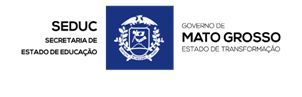 SEDUC
SECRETARIA DE
ESTADO DE EDUCAÇÃO
GOVERNO DE
MATO GROSSO
ESTADO DE TRANSFORMAÇÃO